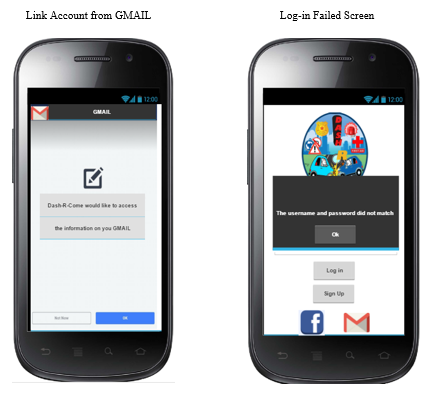 Link Account from GMAIL
Log-in Failed Screen
12:00
GMAIL
Dash-R-Come would like to access
the information on you GMAIL
Not Now
OK
12:00
The username and password did not match
Ok
Log in
Sign Up